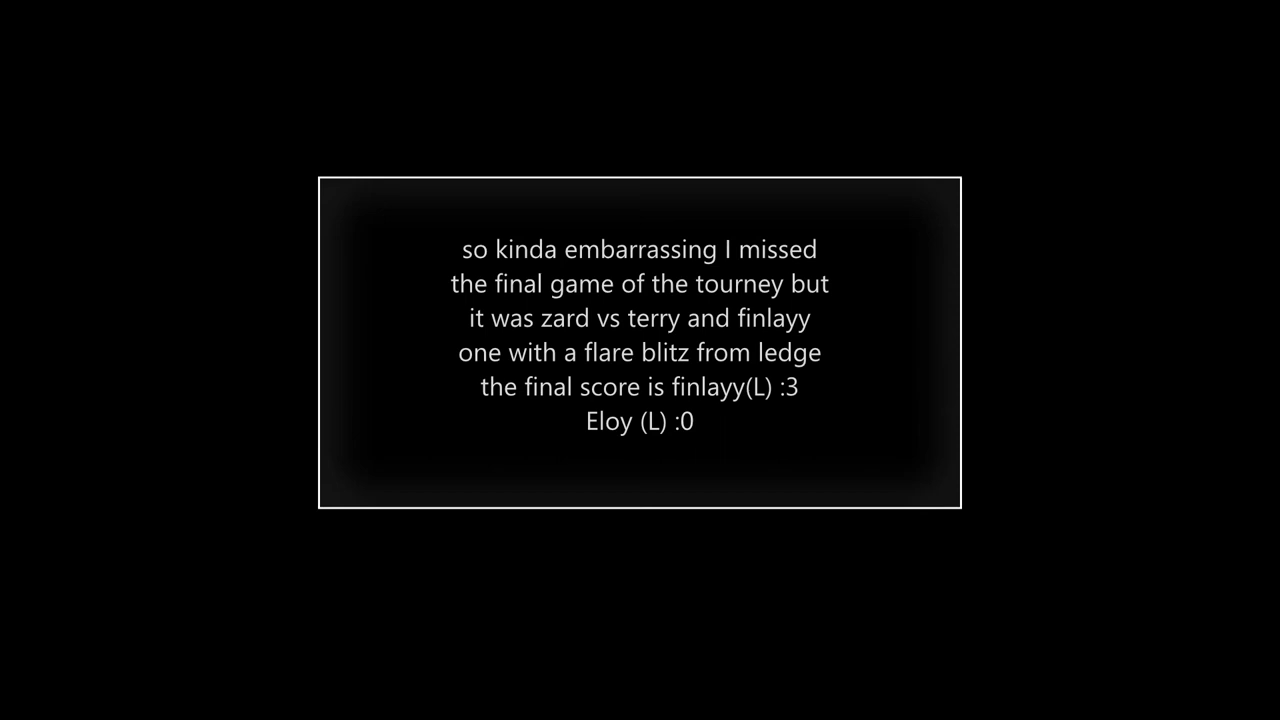 so kinda embarrassing I missed
the final game of the tourney but
it was zard vs terry and finlayy
one with a flare blitz from ledge
the final score is finlayy(L) :3
Eloy (L) :0